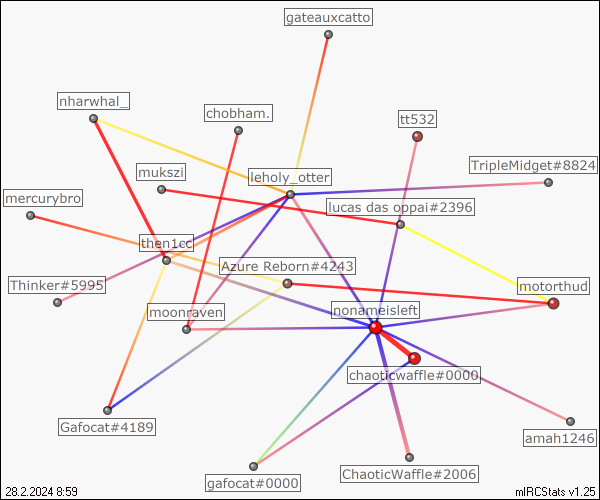 gateauxcatto
nharwhal_
chobham.
tt532
TripleMidget#8824
mukszi
leholy_otter
mercurybro
lucas das oppai#2396
then1cc
Azure Reborn#4243
Thinker#5995
motorthud
moonraven
nonameisleft
chaoticwaffle#0000
Gafocat#4189
amah1246
ChaoticWaffle#2006
gafocat#0000
28.2.2024 8:59
mIRCStats v1.25